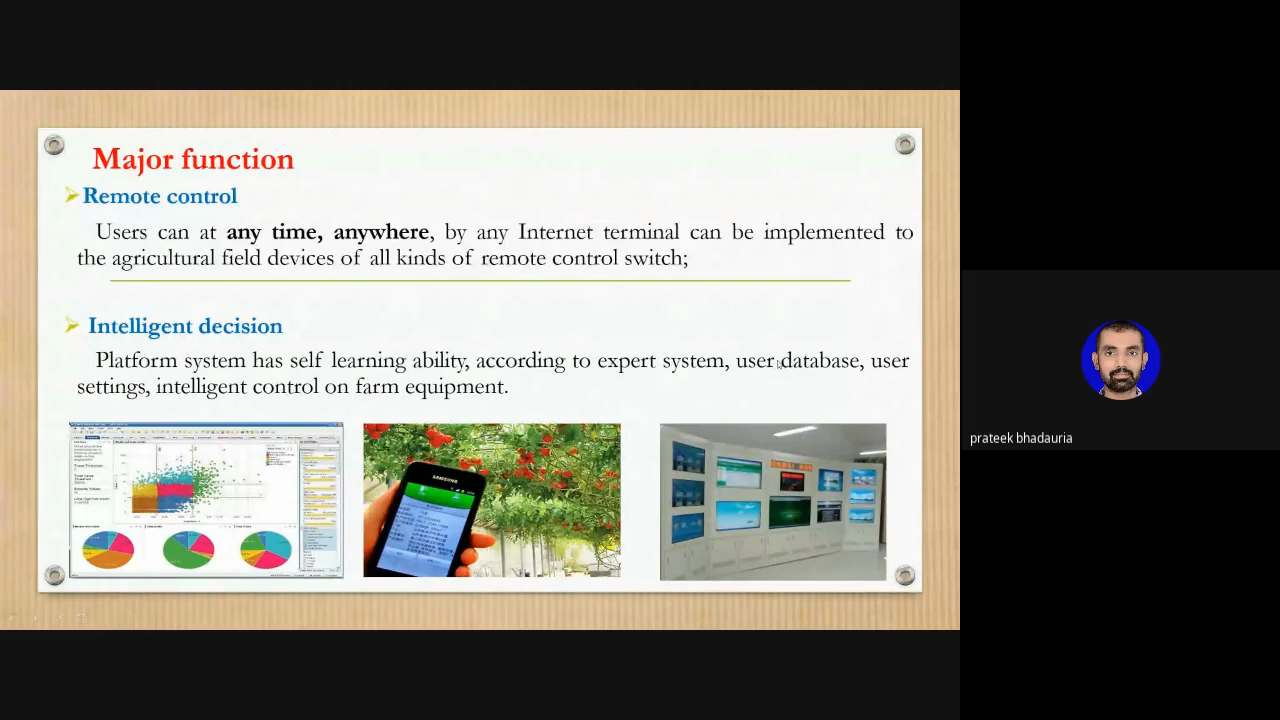 Major function
Remote control
Users can at any time, anywhere, by any Internet terminal can be implemented to
the agricultural field devices of all kinds of remote control switch;
Intelligent decision
Platform system has self learning ability, according to expert system, user database, user
settings, intelligent control on farm equipment.
SAMSUNG
prateek bhadauria